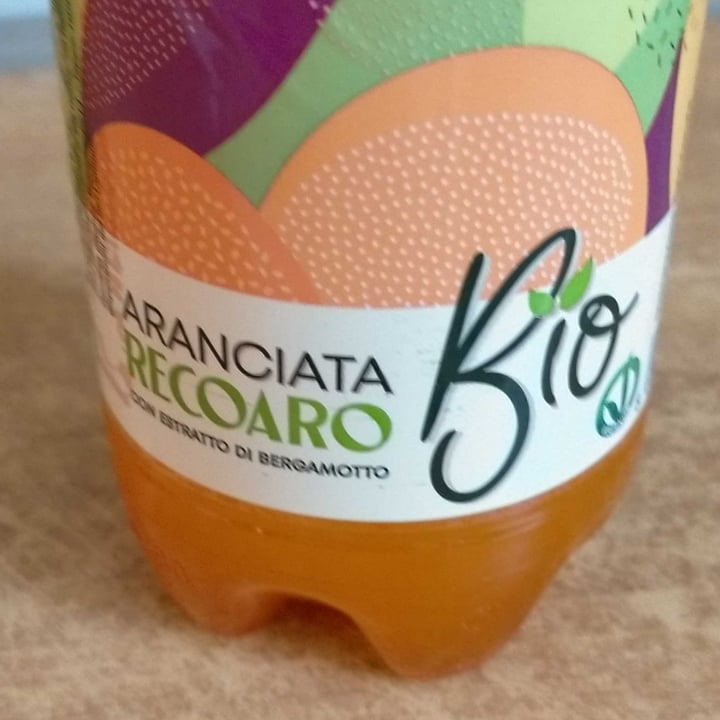 ARANCIATA
RECOARO
CON ESTRATTO DI BERGAMOTTO
Bio